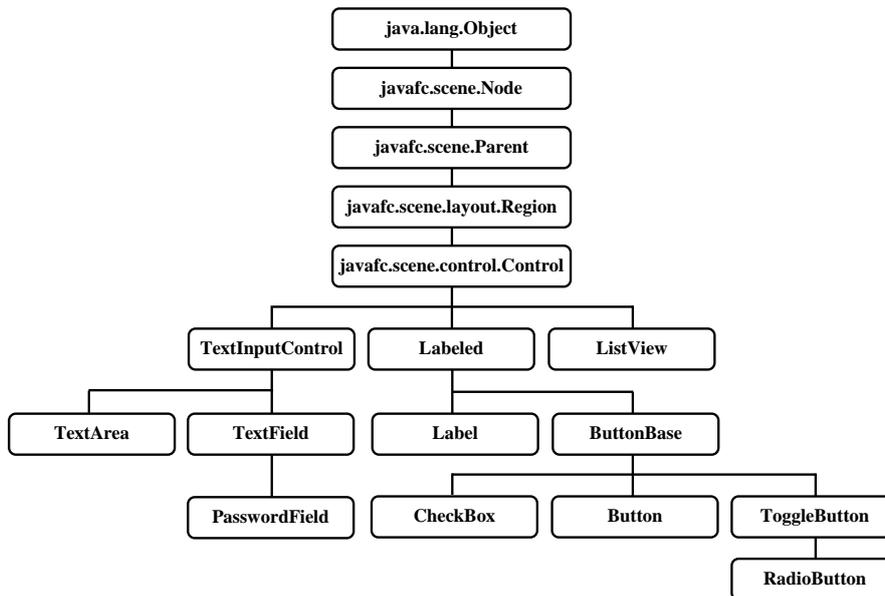 java.lang.Object
javafc.scene.Node
javafc.scene.Parent
javafc.scene.layout.Region
javafc.scene.control.Control
TextInputControl
Labeled
ListView
TextArea
TextField
Label
ButtonBase
PasswordField
CheckBox
Button
ToggleButton
RadioButton